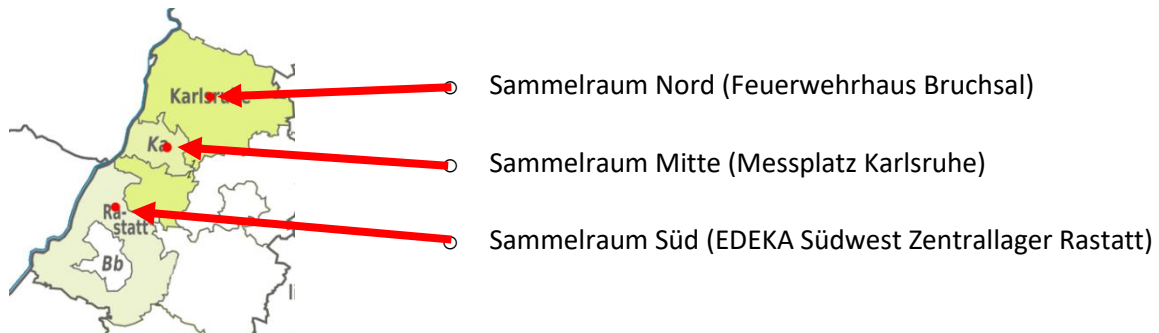 Karlsruhe
Ka
Ra-
statt
Bb
Sammelraum Nord (Feuerwehrhaus Bruchsal)
Sammelraum Mitte (Messplatz Karlsruhe)
Sammelraum Süd (EDEKA Südwest Zentrallager Rastatt)